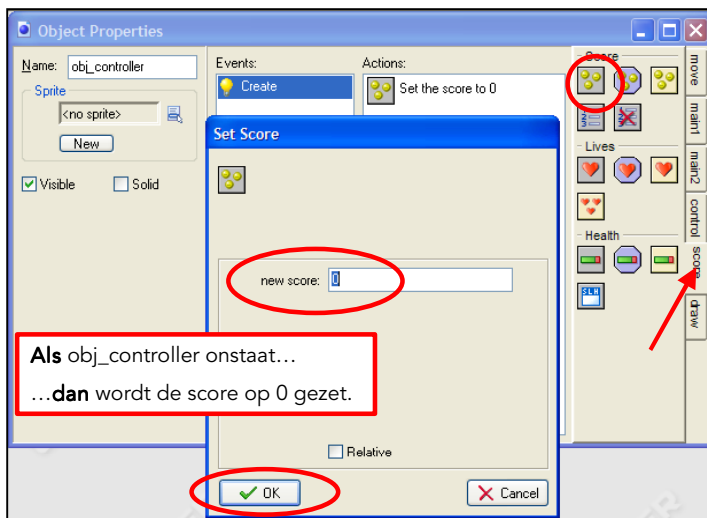 Object Properties
Name: obj_controller
Sprite
<no sprite>
New
Visible
Solid
Events:
Create
Actions:
Set the score to 0
Set Score
new score: 0
Relative
OK
Cancel
Als obj_controller onstaat…
…dan wordt de score op 0 gezet.
Score
Lives
Health
move
main1
main2
control
score
draw